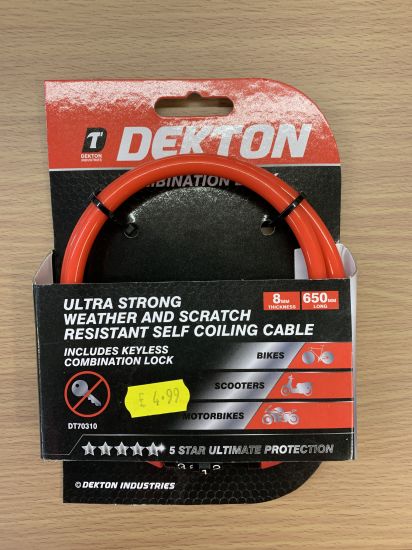 DEKTON
DEKTON
INDUSTRIES
ULTRA STRONG
WEATHER AND SCRATCH
RESISTANT SELF COILING CABLE
8MM
THICKNESS
650MM
LONG
INCLUDES KEYLESS
COMBINATION LOCK
BIKES
SCOOTERS
MOTORBIKES
£ 4.99
DT70310
5 STAR ULTIMATE PROTECTION
© DEKTON INDUSTRIES